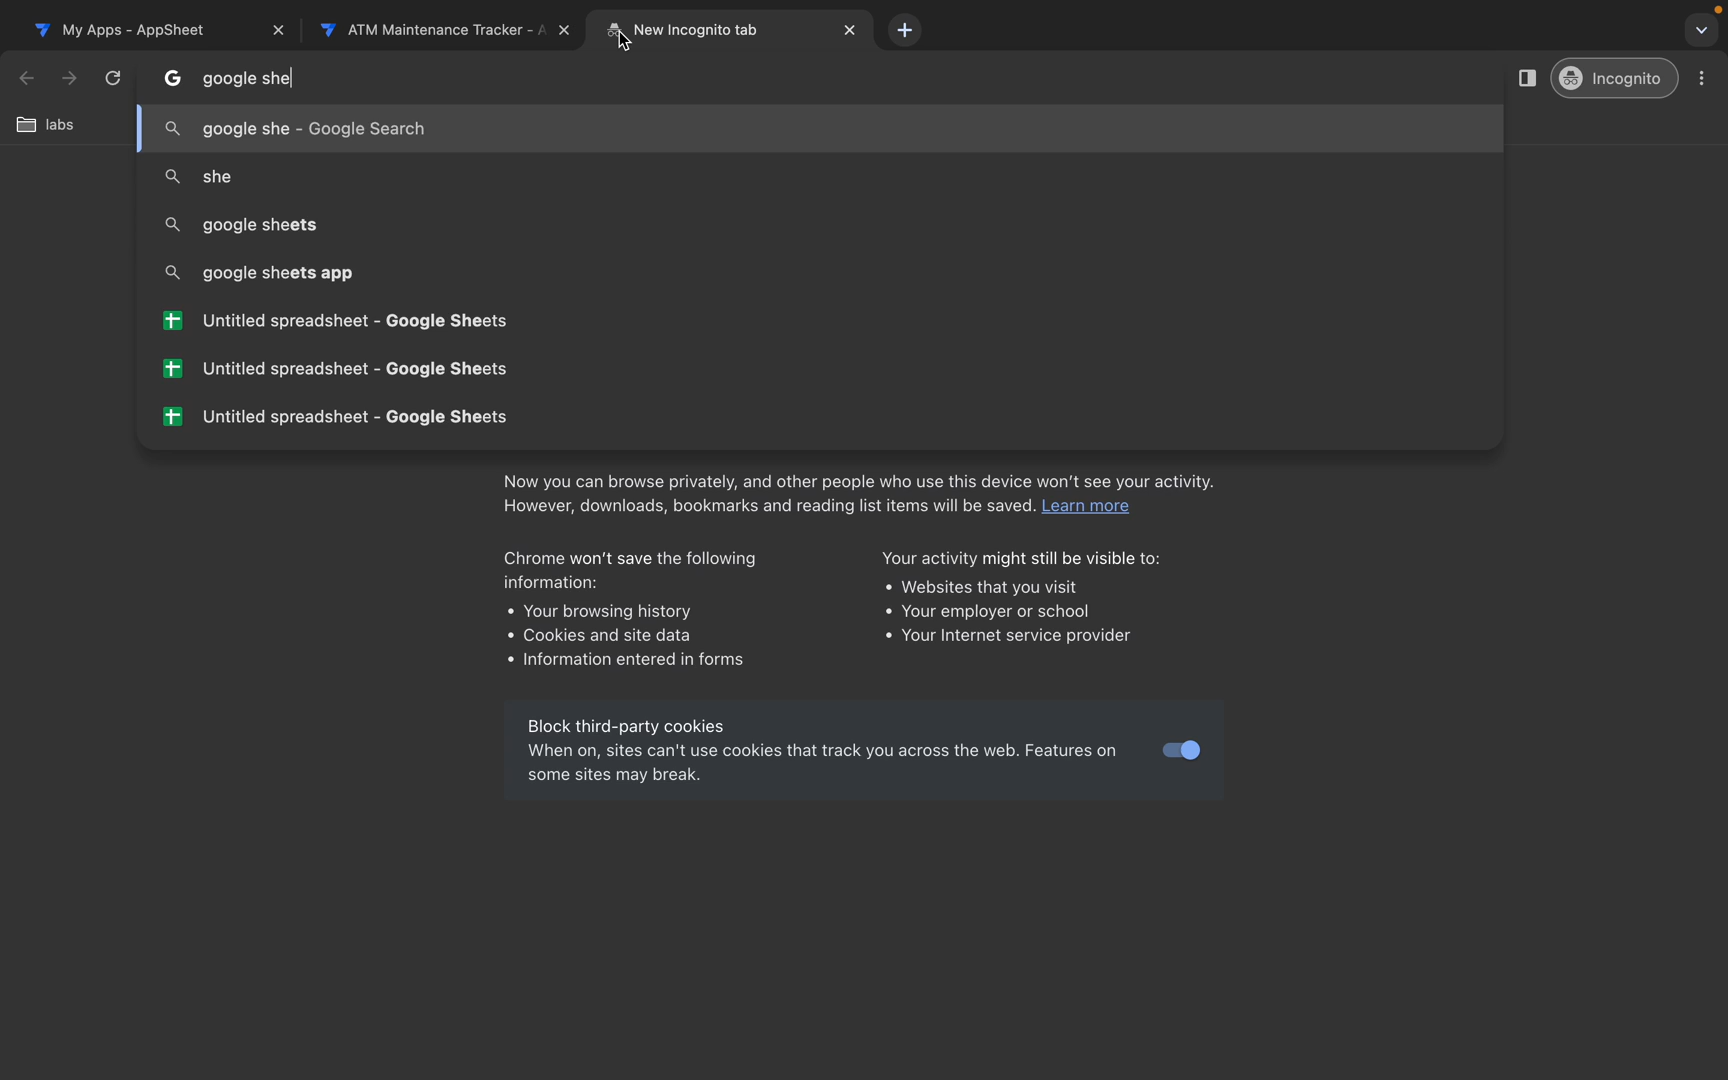 My Apps - AppSheet
ATM Maintenance Tracker - A
New Incognito tab
google she
Incognito
labs
google she - Google Search
she
google sheets
google sheets app
Untitled spreadsheet - Google Sheets
Untitled spreadsheet - Google Sheets
Untitled spreadsheet - Google Sheets
Now you can browse privately, and other people who use this device won't see your activity.
However, downloads, bookmarks and reading list items will be saved. Learn more
Chrome won't save the following
information:
• Your browsing history
• Cookies and site data
• Information entered in forms
Your activity might still be visible to:
• Websites that you visit
• Your employer or school
• Your Internet service provider
Block third-party cookies
When on, sites can't use cookies that track you across the web. Features on
some sites may break.